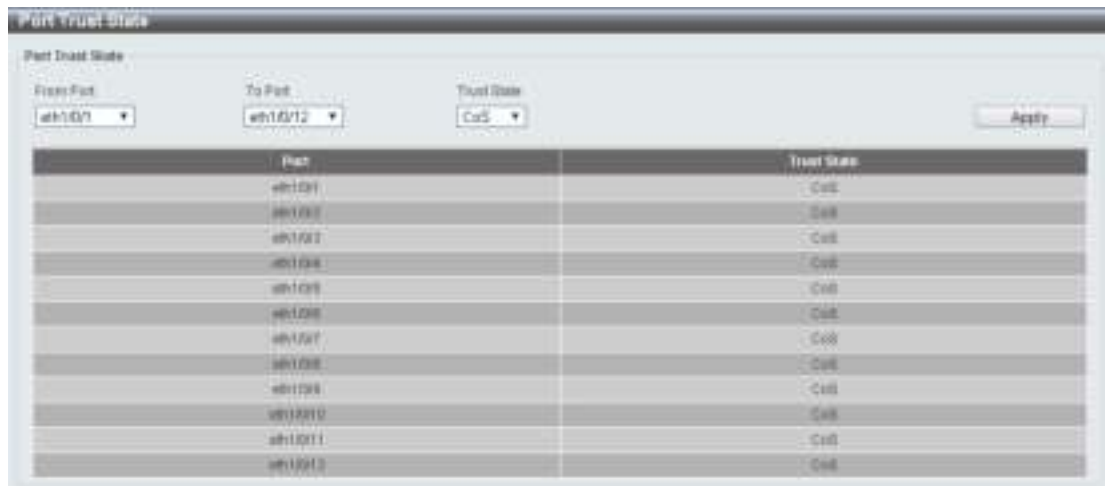 Port Trust State
Port Trust State
From Port To Port Trust State
eth1/0/1 eth1/0/12 CoS Apply
Port Trust State
eth1/0/1 CoS
eth1/0/2 CoS
eth1/0/3 CoS
eth1/0/4 CoS
eth1/0/5 CoS
eth1/0/6 CoS
eth1/0/7 CoS
eth1/0/8 CoS
eth1/0/9 CoS
eth1/0/10 CoS
eth1/0/11 CoS
eth1/0/12 CoS